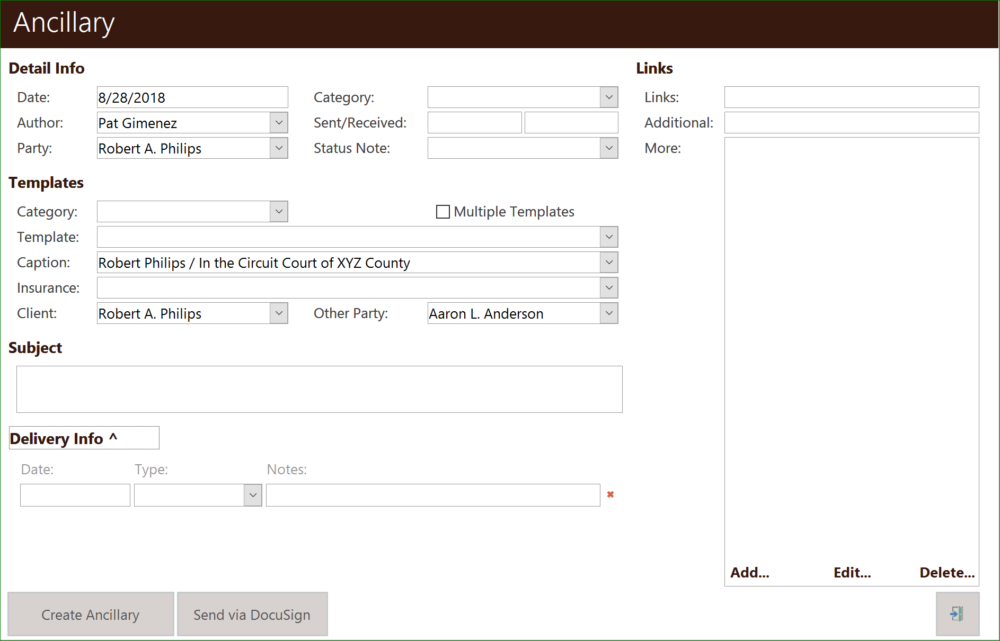 Ancillary
Detail Info
Date: 8/28/2018 Category:
Author: Pat Gimenez Sent/Received:
Party: Robert A. Philips Status Note:
Templates
Category: Multiple Templates
Template:
Caption: Robert Philips / In the Circuit Court of XYZ County
Insurance:
Client: Robert A. Philips Other Party: Aaron L. Anderson
Subject
Delivery Info ^
Date: Type: Notes:
Create Ancillary Send via DocuSign
Links
Links:
Additional:
More:
Add... Edit... Delete...